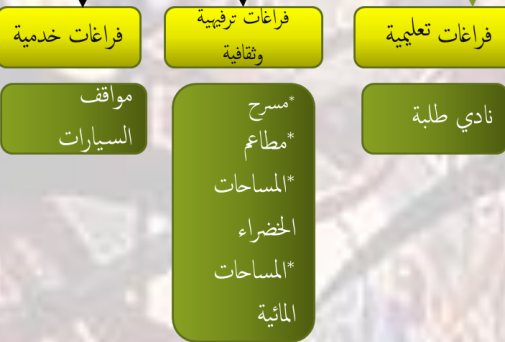 فراغات تعليمية
فراغات ترفيهية
وثقافية
فراغات خدمية
نادي طلبة
*مسرح
*مطاعم
*المساحات
الخضراء
*المساحات
المائية
مواقف
السيارات